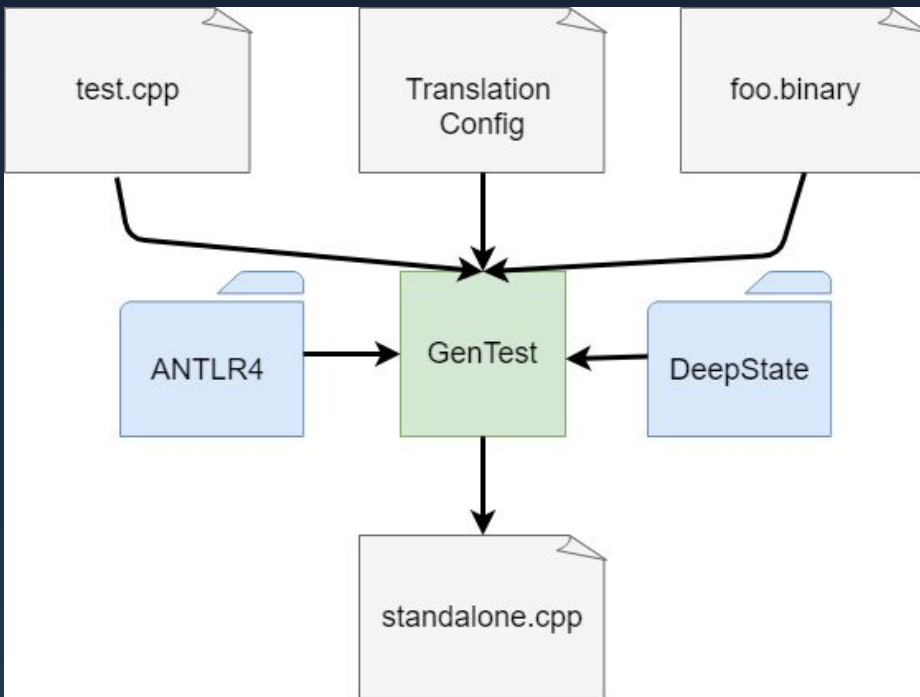 test.cpp
Translation
Config
foo.binary
ANTLR4
GenTest
DeepState
standalone.cpp